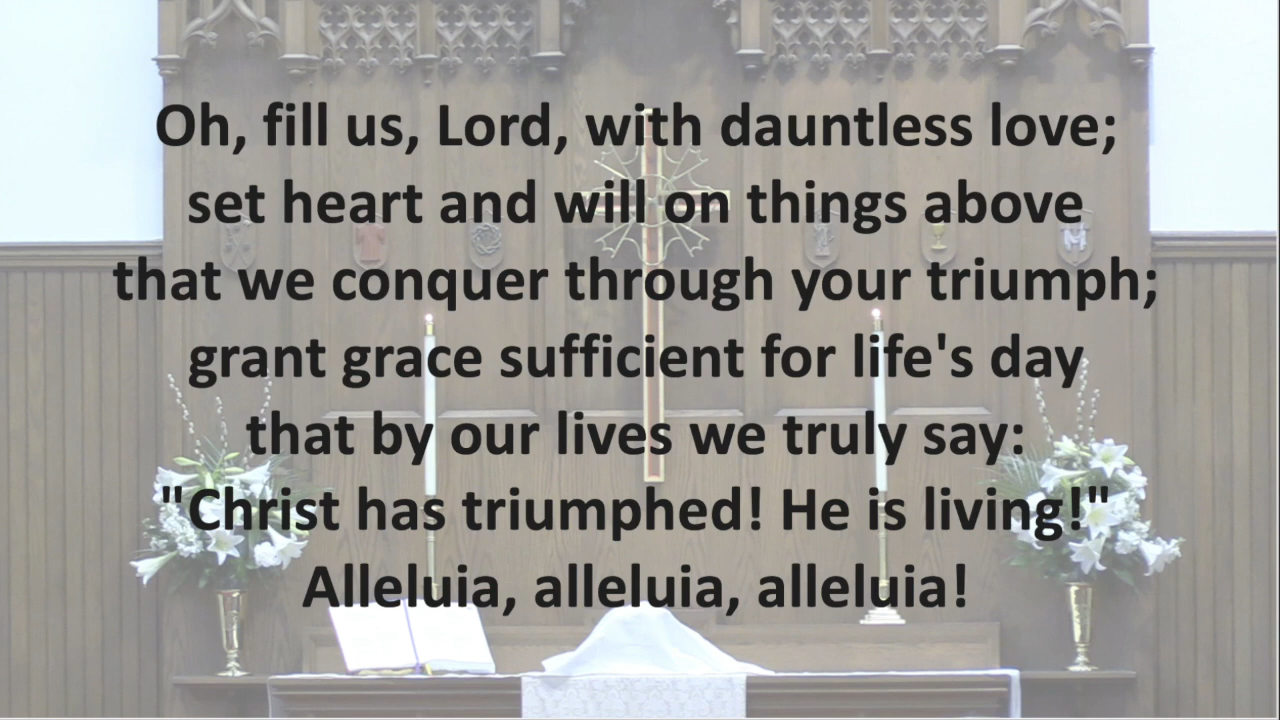 Oh, fill us, Lord, with dauntless love;
set heart and will on things above
that we conquer through your triumph;
grant grace sufficient for life's day
that by our lives we truly say:
"Christ has triumphed! He is living!"
Alleluia, alleluia, alleluia!